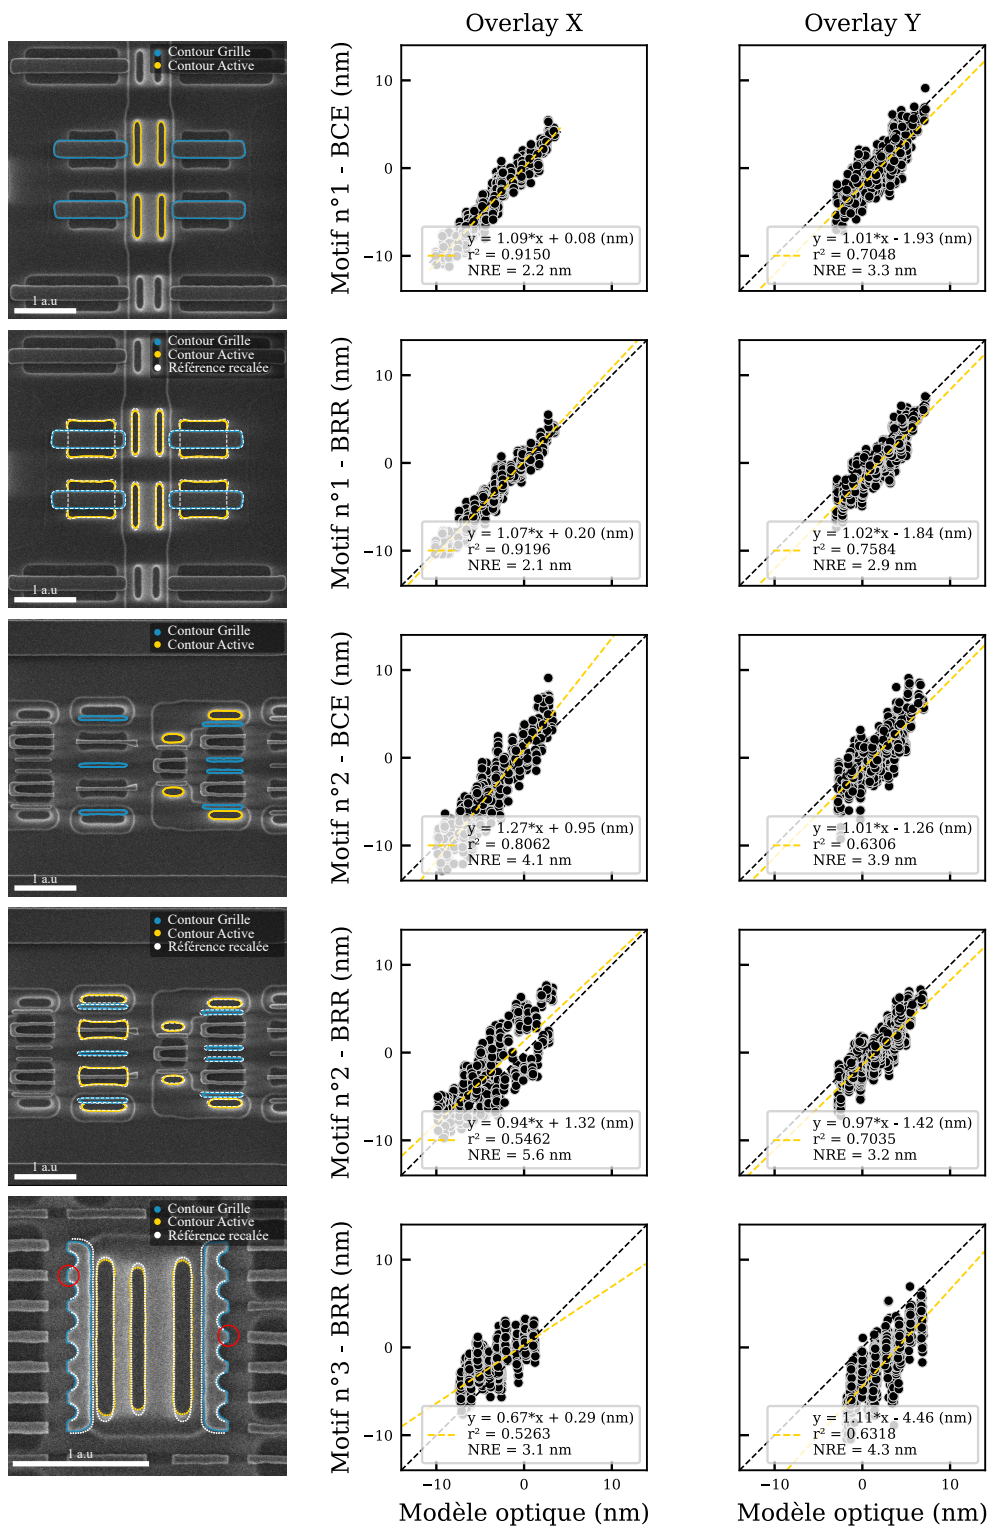 Overlay X
Overlay Y
Contour Grille
Contour Active
1 a.u
Motif n°1 - BCE (nm)
10
0
−10
y = 1.09*x + 0.08 (nm)
r² = 0.9150
NRE = 2.2 nm
y = 1.01*x - 1.93 (nm)
r² = 0.7048
NRE = 3.3 nm
Contour Grille
Contour Active
Référence recalée
1 a.u
Motif n°1 - BRR (nm)
10
0
−10
y = 1.07*x + 0.20 (nm)
r² = 0.9196
NRE = 2.1 nm
y = 1.02*x - 1.84 (nm)
r² = 0.7584
NRE = 2.9 nm
Contour Grille
Contour Active
1 a.u
Motif n°2 - BCE (nm)
10
0
−10
y = 1.27*x + 0.95 (nm)
r² = 0.8062
NRE = 4.1 nm
y = 1.01*x - 1.26 (nm)
r² = 0.6306
NRE = 3.9 nm
Contour Grille
Contour Active
Référence recalée
1 a.u
Motif n°2 - BRR (nm)
10
0
−10
y = 0.94*x + 1.32 (nm)
r² = 0.5462
NRE = 5.6 nm
y = 0.97*x - 1.42 (nm)
r² = 0.7035
NRE = 3.2 nm
Contour Grille
Contour Active
Référence recalée
1 a.u
Motif n°3 - BRR (nm)
10
0
−10
y = 0.67*x + 0.29 (nm)
r² = 0.5263
NRE = 3.1 nm
y = 1.11*x - 4.46 (nm)
r² = 0.6318
NRE = 4.3 nm
−10 0 10
−10 0 10
Modèle optique (nm)
Modèle optique (nm)